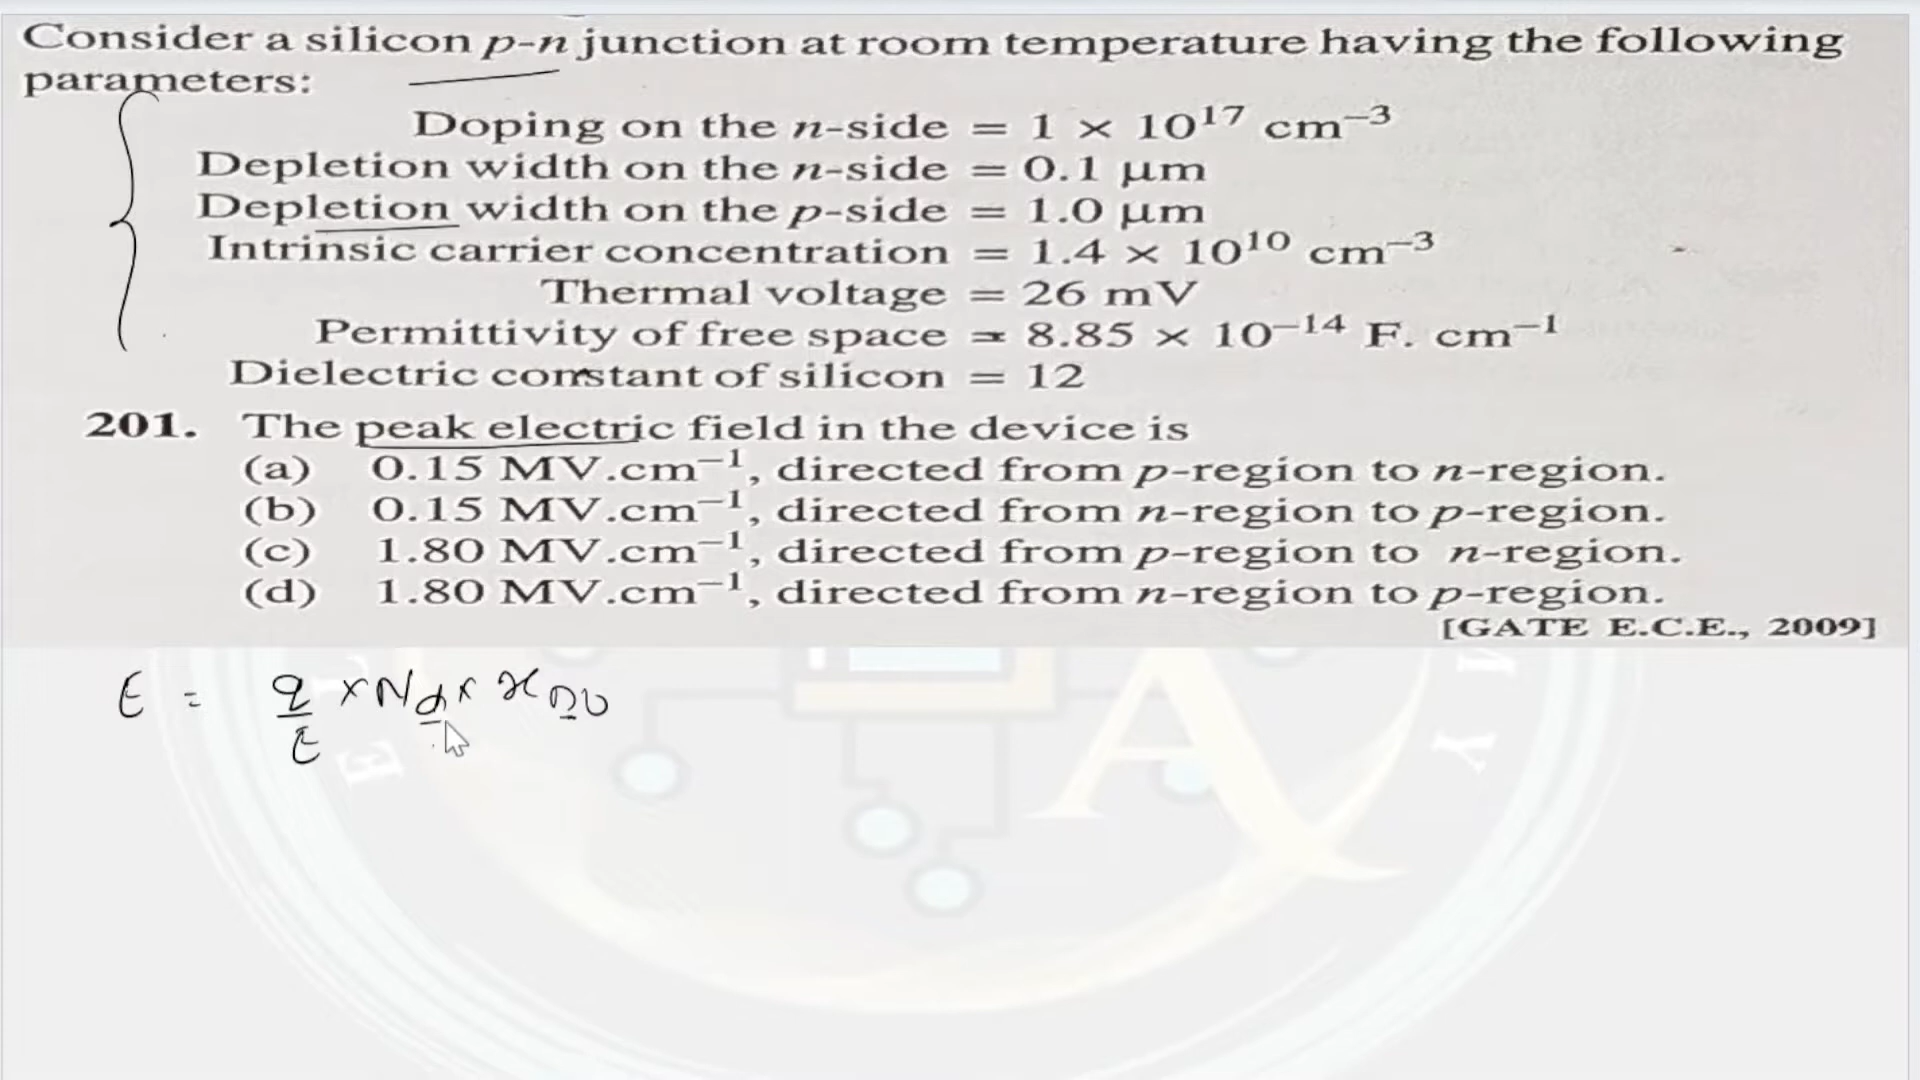 Consider a silicon p-n junction at room temperature having the following
parameters:
Doping on the n-side = 1 × 10¹⁷ cm⁻³
Depletion width on the n-side = 0.1 µm
Depletion width on the p-side = 1.0 µm
Intrinsic carrier concentration = 1.4 × 10¹⁰ cm⁻³
Thermal voltage = 26 mV
Permittivity of free space = 8.85 × 10⁻¹⁴ F. cm⁻¹
Dielectric constant of silicon = 12
201. The peak electric field in the device is
(a) 0.15 MV.cm⁻¹, directed from p-region to n-region.
(b) 0.15 MV.cm⁻¹, directed from n-region to p-region.
(c) 1.80 MV.cm⁻¹, directed from p-region to n-region.
(d) 1.80 MV.cm⁻¹, directed from n-region to p-region.
[GATE E.C.E., 2009]
E = q/ε × Nd × x